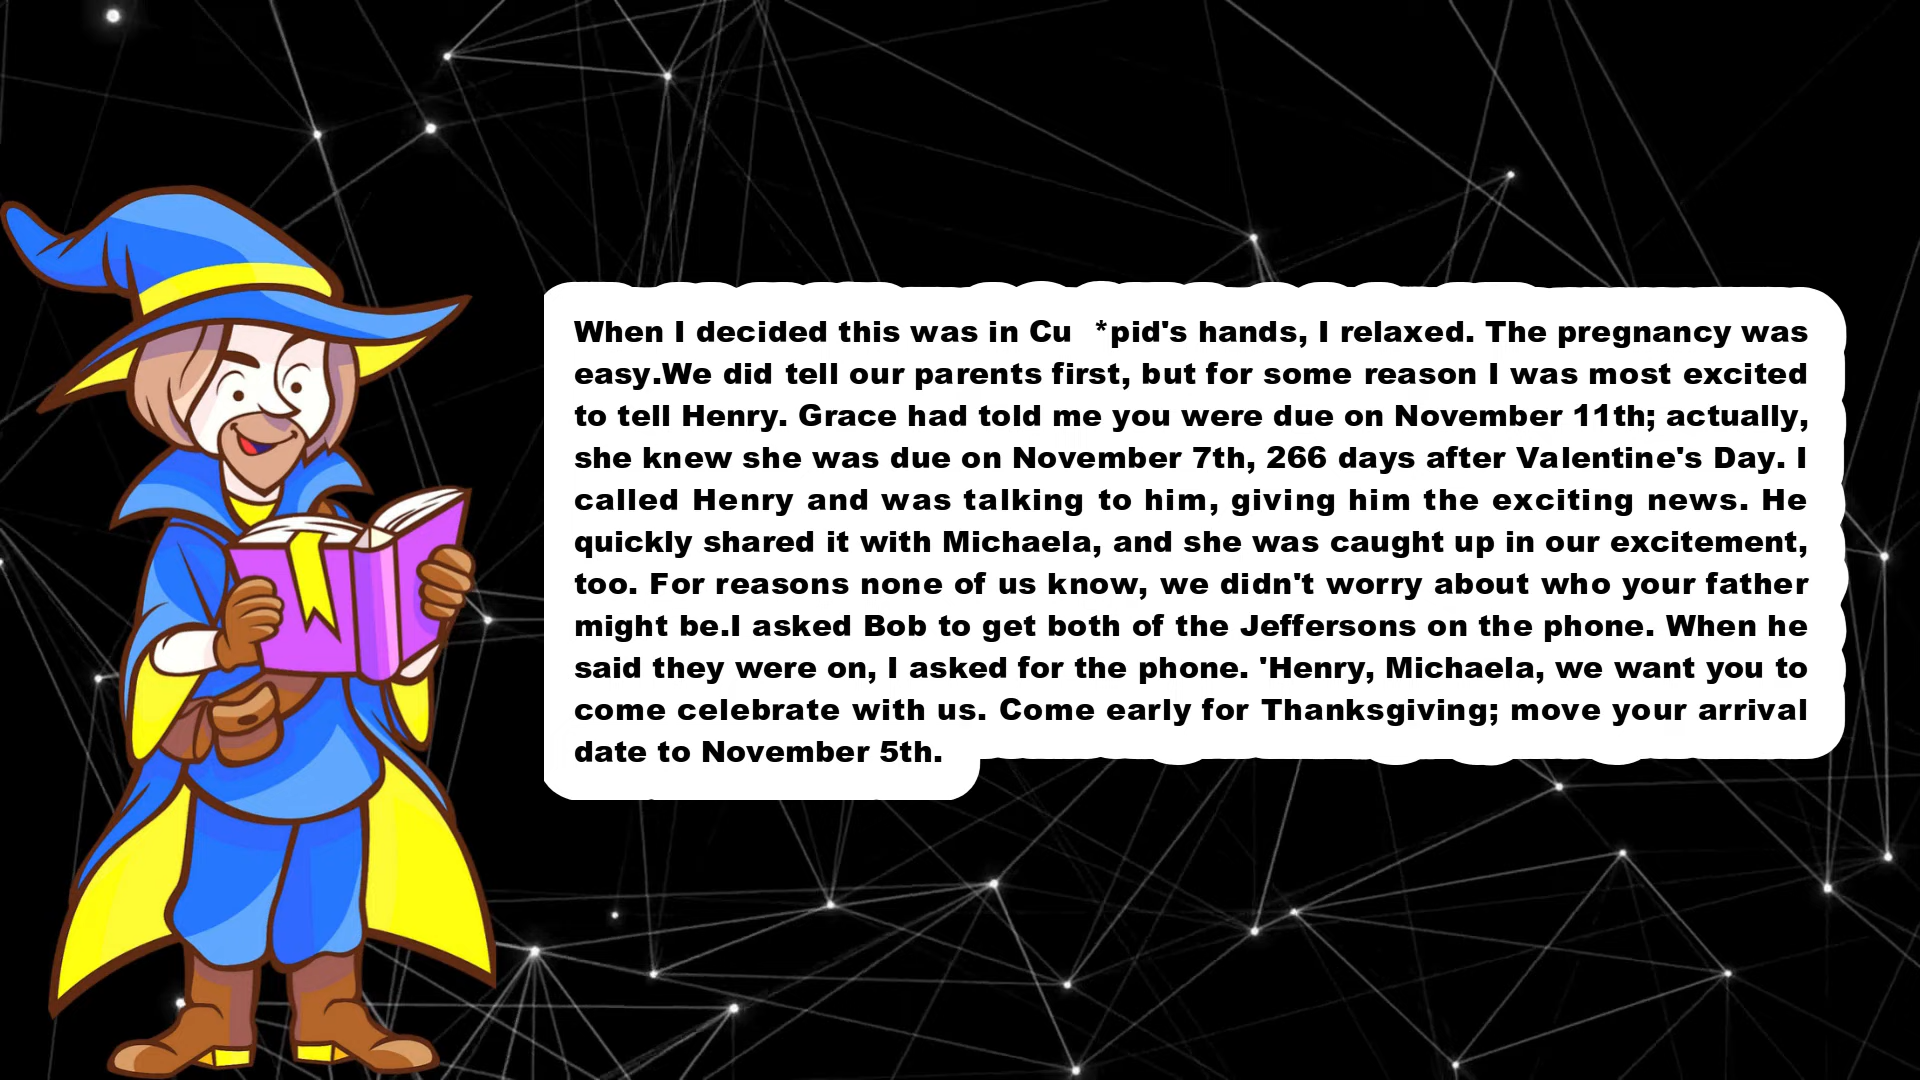 When I decided this was in Cu  *pid's hands, I relaxed. The pregnancy was
easy.We did tell our parents first, but for some reason I was most excited
to tell Henry. Grace had told me you were due on November 11th; actually,
she knew she was due on November 7th, 266 days after Valentine's Day. I
called Henry and was talking to him, giving him the exciting news. He
quickly shared it with Michaela, and she was caught up in our excitement,
too. For reasons none of us know, we didn't worry about who your father
might be.I asked Bob to get both of the Jeffersons on the phone. When he
said they were on, I asked for the phone. 'Henry, Michaela, we want you to
come celebrate with us. Come early for Thanksgiving; move your arrival
date to November 5th.